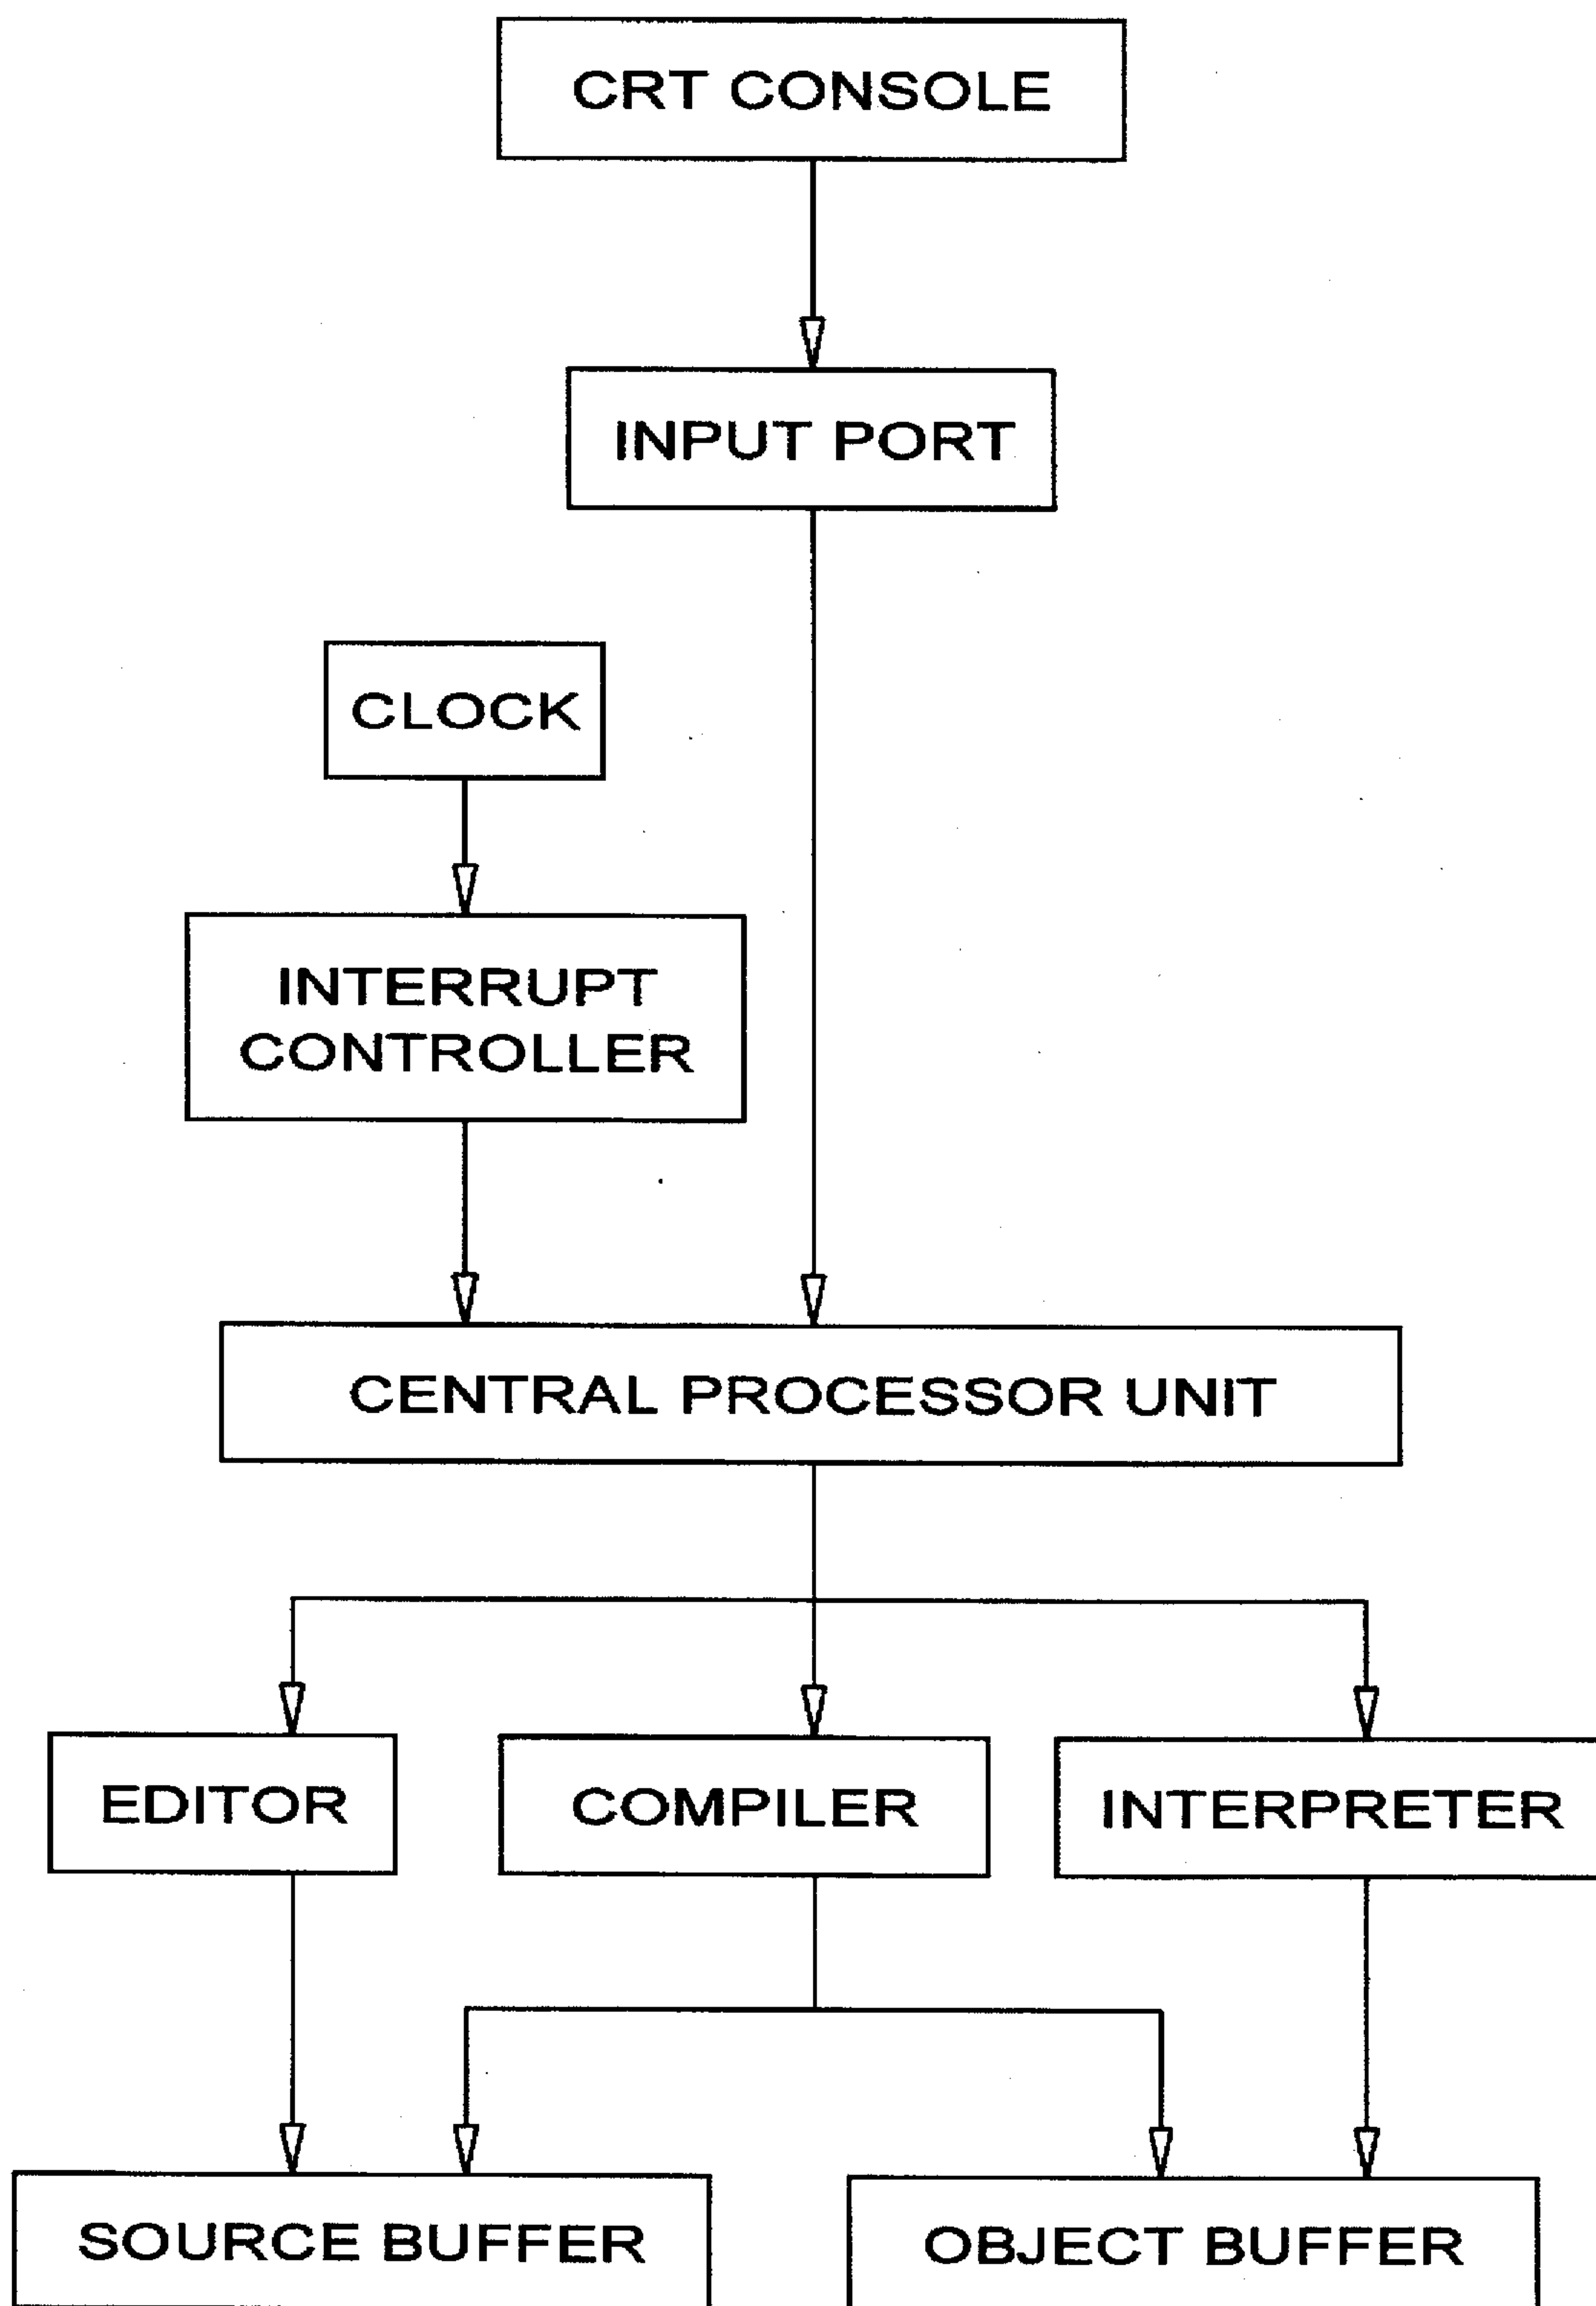 CRT CONSOLE
INPUT PORT
CLOCK
INTERRUPT
CONTROLLER
CENTRAL PROCESSOR UNIT
EDITOR
COMPILER
INTERPRETER
SOURCE BUFFER
OBJECT BUFFER